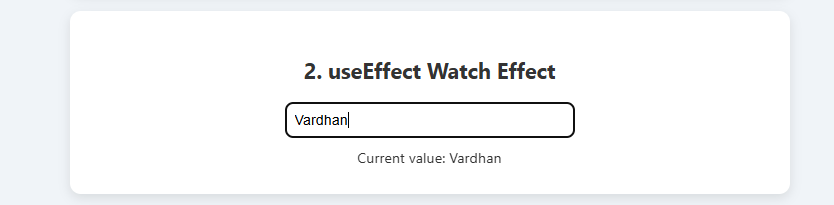 2. useEffect Watch Effect
Vardhan
Current value: Vardhan